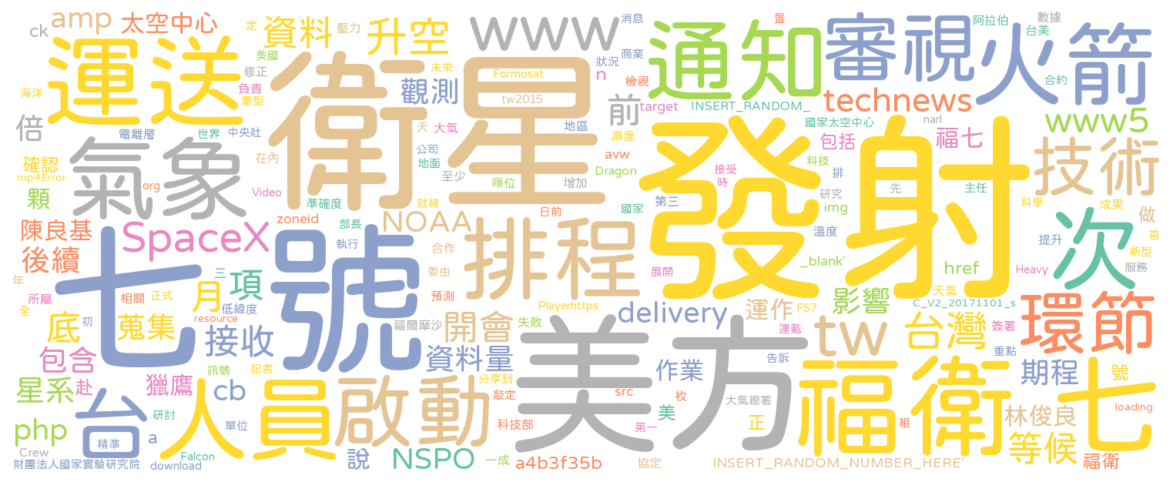 ck
amp
太空中心
資料
升空
www
消息
商業
狀況
n
檢視
通知
審視
火箭
阿拉伯
數據
台美
合約
盤
定
壓力
美國
修正
負責
重型
運送
海洋
電離層
世界
中央社
倍
衛星
觀測
未來
Formosat
tw2015
天
大氣
公司
地面
至少
在內
準確度
就緒
順位
增加
地區
濕度
avw
Dragon
前
target
INSERT_RANDOM_
technews
國家太空中心
narl
www5
包括
福七
接受
時
科技
排
研究
img
溫度
先
主任
科學
成果
做
首
技術
確認
mp4Error
顆
氣象
org
Video
陳良基
後續
SpaceX
zoneid
部長
執行
NOAA
合作
委由
預測
日前
國家
第三
排程
發射
_blank'
href
提升
新型
服務
次
展開
Heavy
天氣
C_V2_20171101_s
年
所屬
全
三
相關
正式
月
項
低緯度
resource
初
底
蒐集
接收
七號
福爾摩沙
記者
訊號
開會
失敗
Playerhttps
delivery
運作
FS7
影響
連載
台灣
簽署
重點
環節
包含
星系
赴
獵鷹
cb
資料量
分享到
敲定
src
作業
枚
美
告訴
tw
期程
號
php
Crew
台
精準
a
研討
單位
人員
啟動
說
NSPO
一成
科技部
a4b3f35b
美方
第一
大氣總署
正
協定
福衛七
組
林俊良
等候
loading
福衛
財團法人國家實驗研究院
download
Falcon
INSERT_RANDOM_NUMBER_HERE'